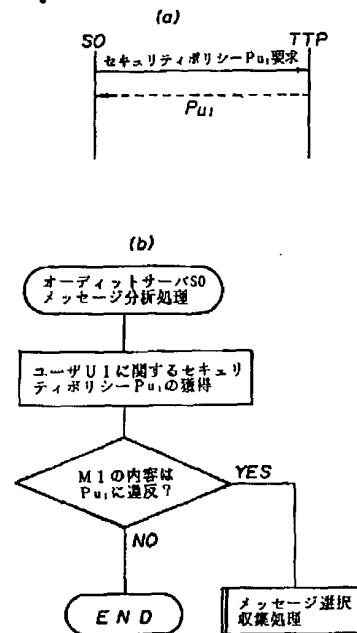 (a)
SO TTP
セキュリティポリシーPu₁要求
Pu₁
(b)
オーディットサーバSO
メッセージ分析処理
ユーザU1に関するセキュリ
ティポリシーPu₁の獲得
M1の内容は
Pu₁に違反?
YES
NO
END
メッセージ選択
収集処理